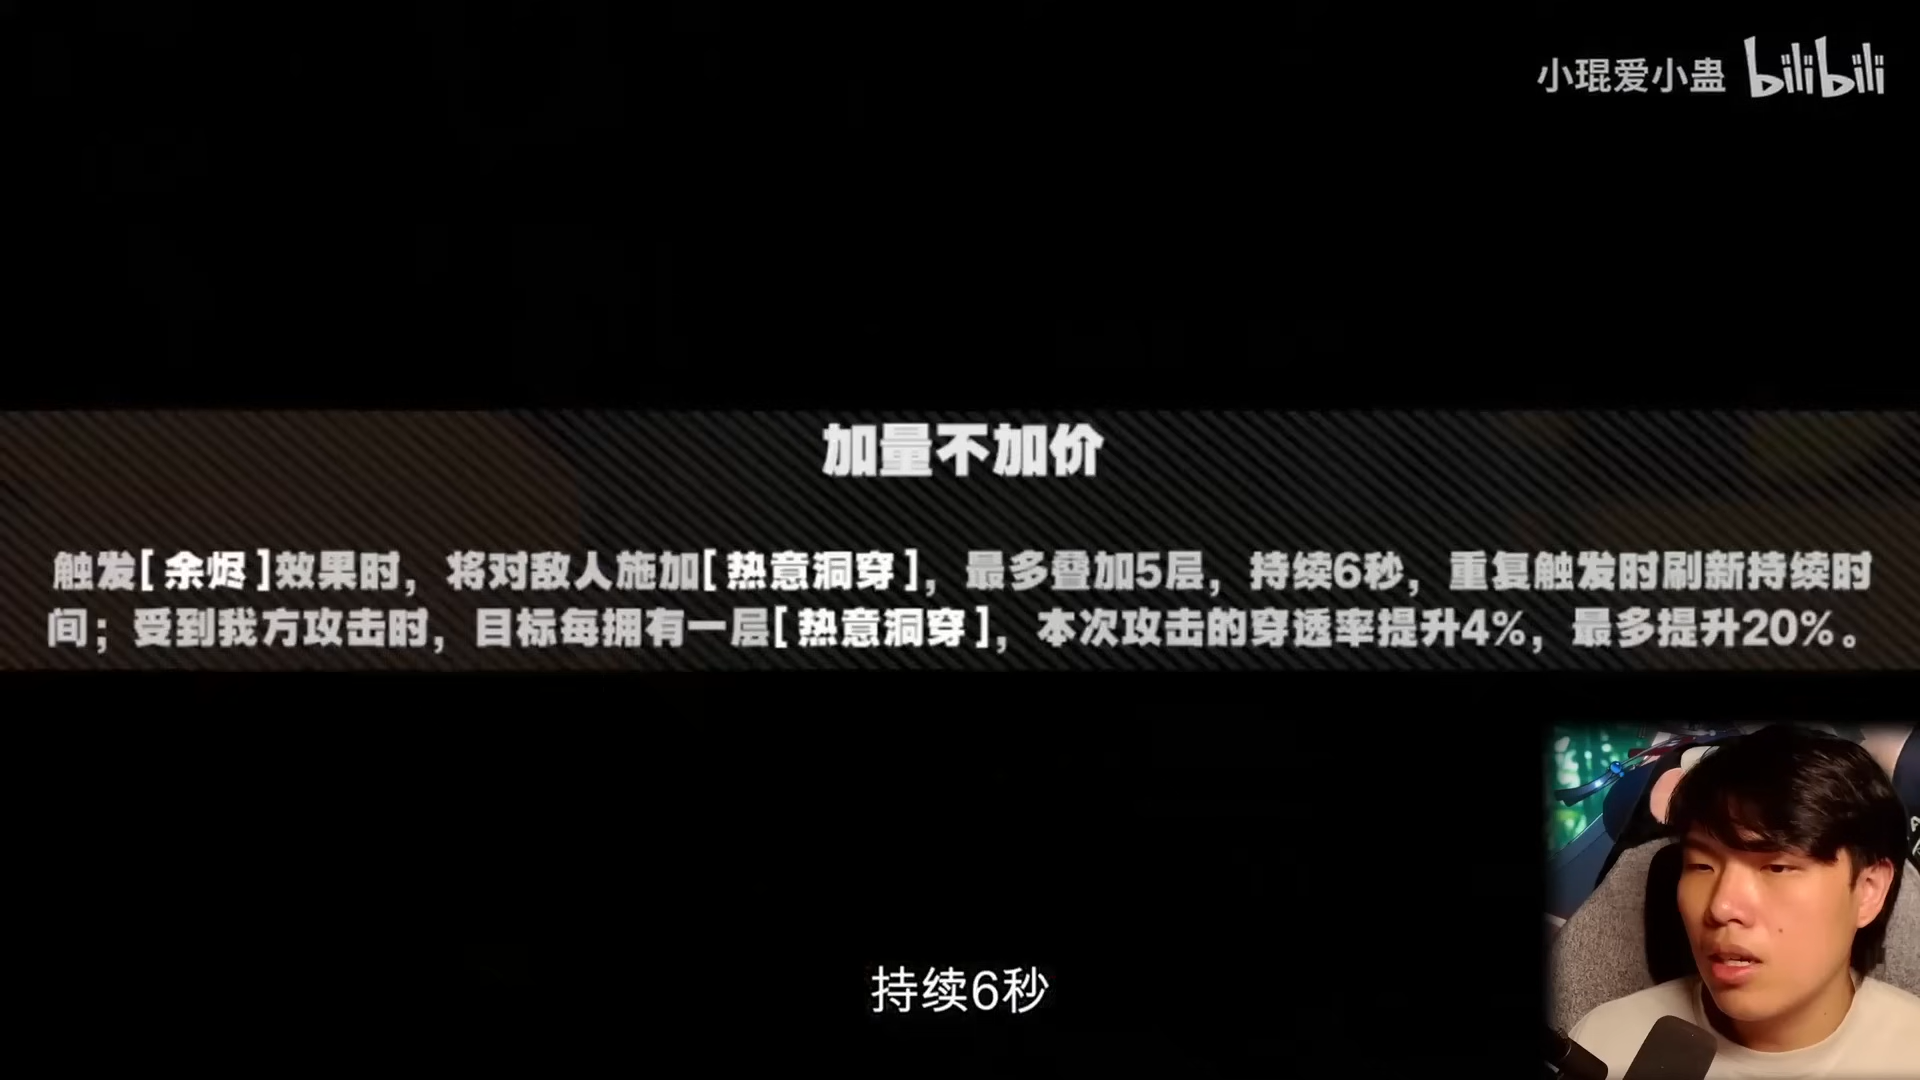 小琨爱小蛊 bilibili
加量不加价
触发[余烬]效果时，将对敌人施加[热意洞穿]，最多叠加5层，持续6秒，重复触发时刷新持续时
间；受到我方攻击时，目标每拥有一层[热意洞穿]，本次攻击的穿透率提升4%，最多提升20%。
持续6秒